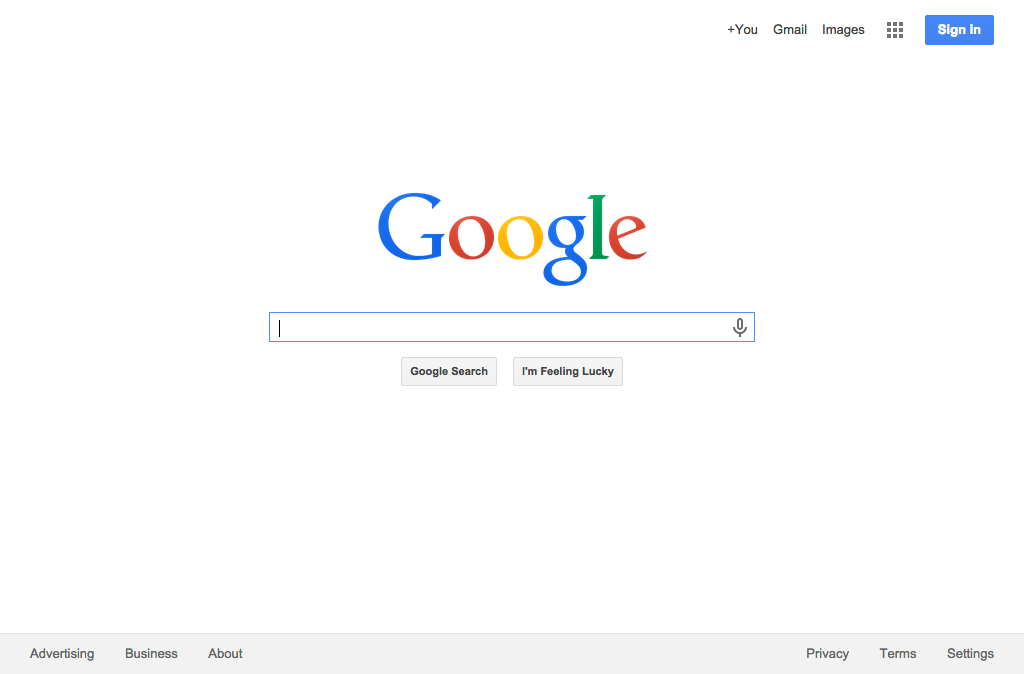 +You Gmail Images Sign in
Google
Google Search I'm Feeling Lucky
Advertising Business About Privacy Terms Settings